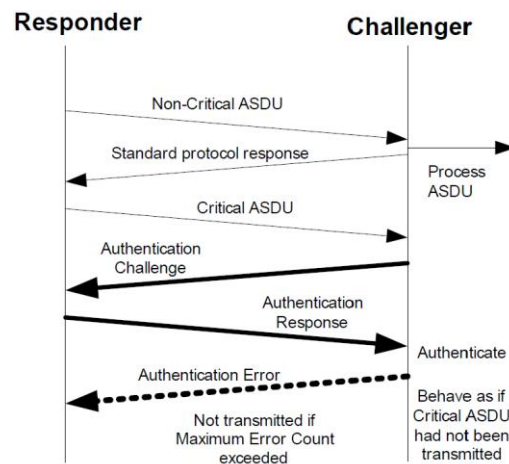 Responder
Challenger
Non-Critical ASDU
Standard protocol response
Process
ASDU
Critical ASDU
Authentication
Challenge
Authentication
Response
Authenticate
Authentication Error
Behave as if
Critical ASDU
had not been
transmitted
Not transmitted if
Maximum Error Count
exceeded